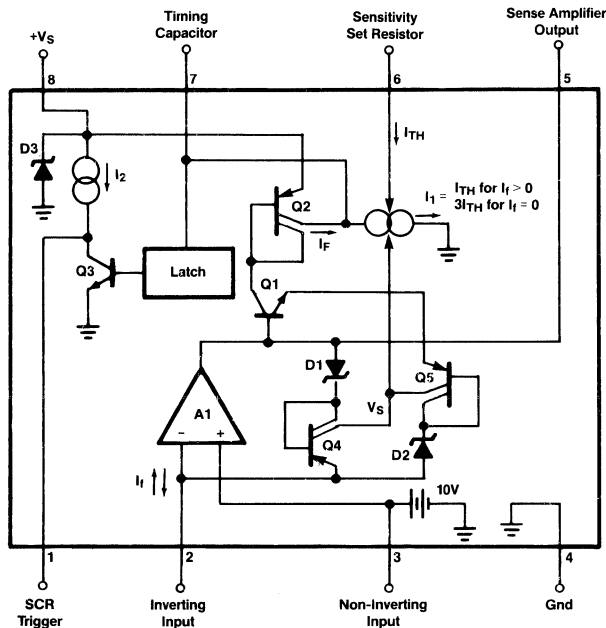 Timing
Capacitor
Sensitivity
Set Resistor
Sense Amplifier
Output
+VS
8
7
6
5
D3
I2
ITH
Q2
I1 = ITH for If > 0
3ITH for If = 0
IF
Q3
Latch
Q1
D1
Q5
A1
VS
- +
Q4
D2
If
10V
1
2
3
4
SCR
Trigger
Inverting
Input
Non-Inverting
Input
Gnd